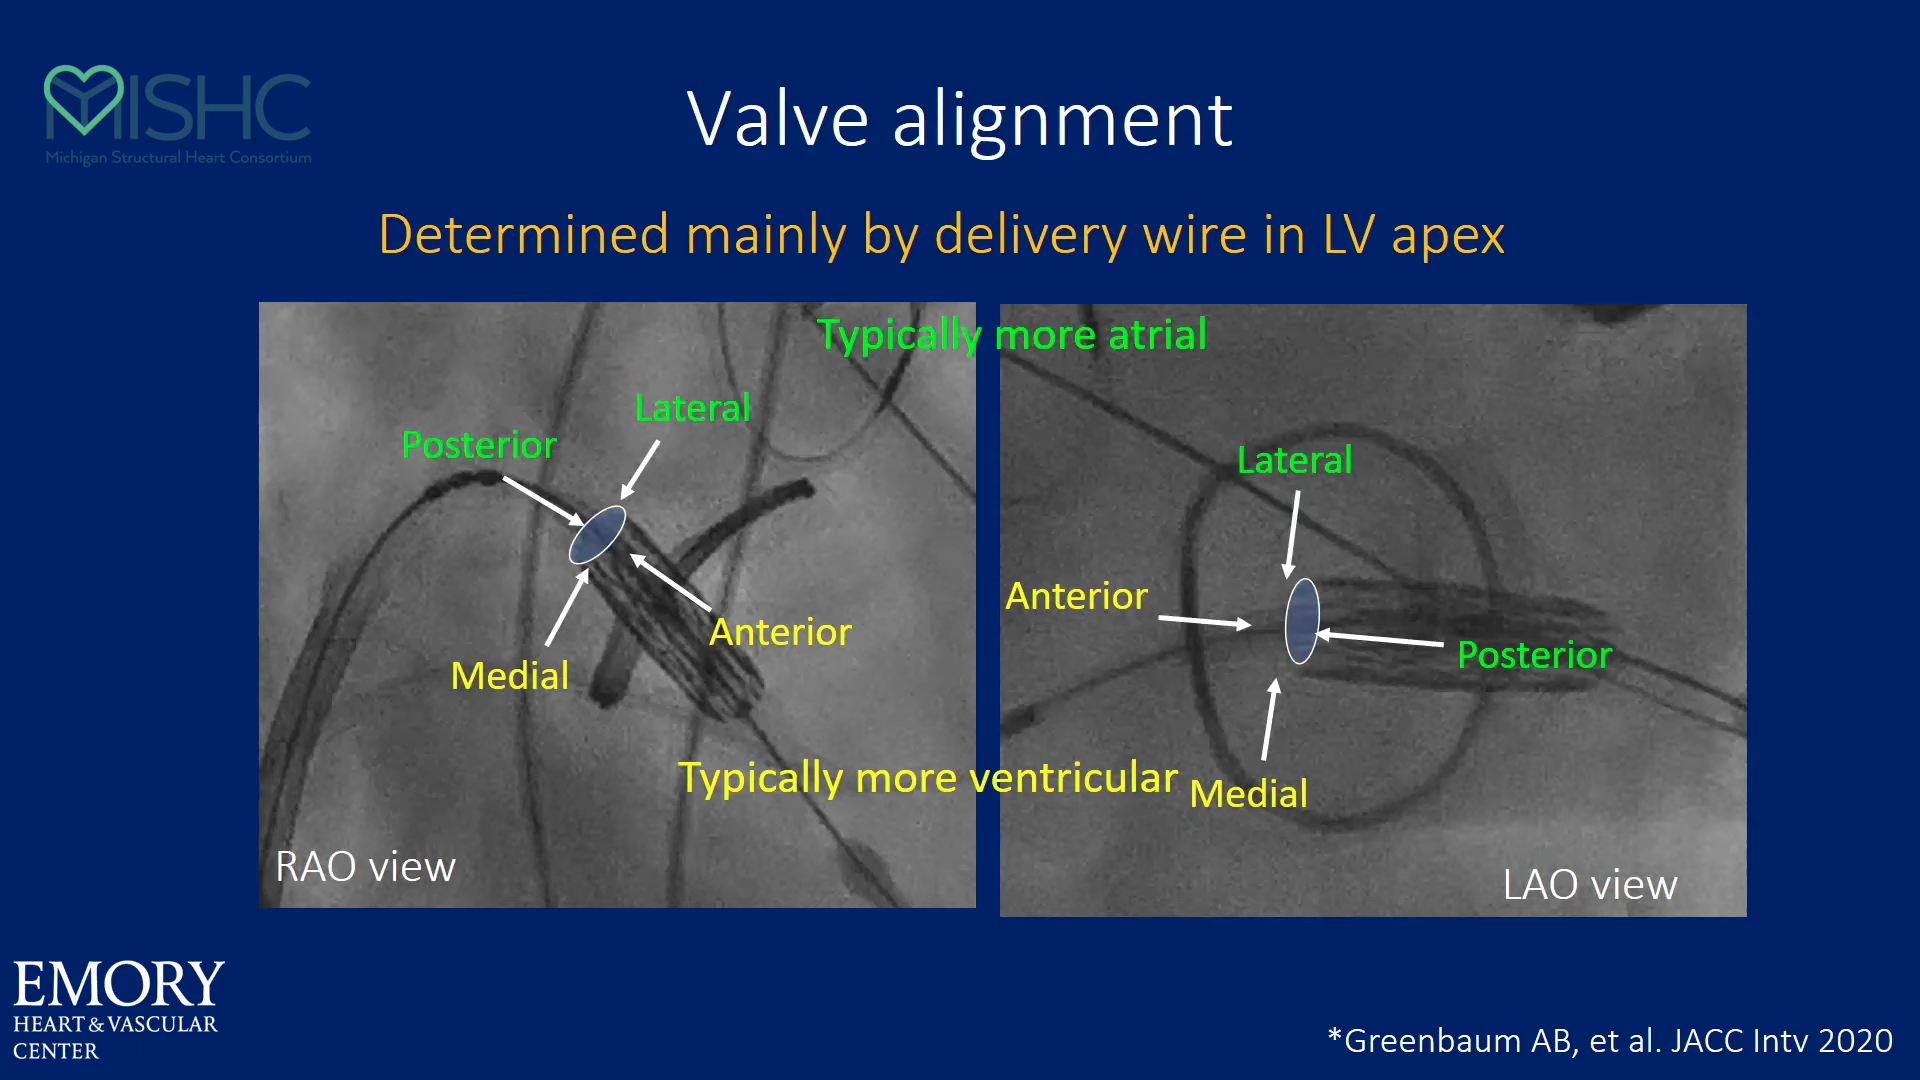 MISHC
Michigan Structural Heart Consortium
Valve alignment
Determined mainly by delivery wire in LV apex
Typically more atrial
Lateral
Posterior
Anterior
Medial
RAO view
Lateral
Anterior
Posterior
Medial
LAO view
Typically more ventricular
EMORY
HEART & VASCULAR
CENTER
*Greenbaum AB, et al. JACC Intv 2020